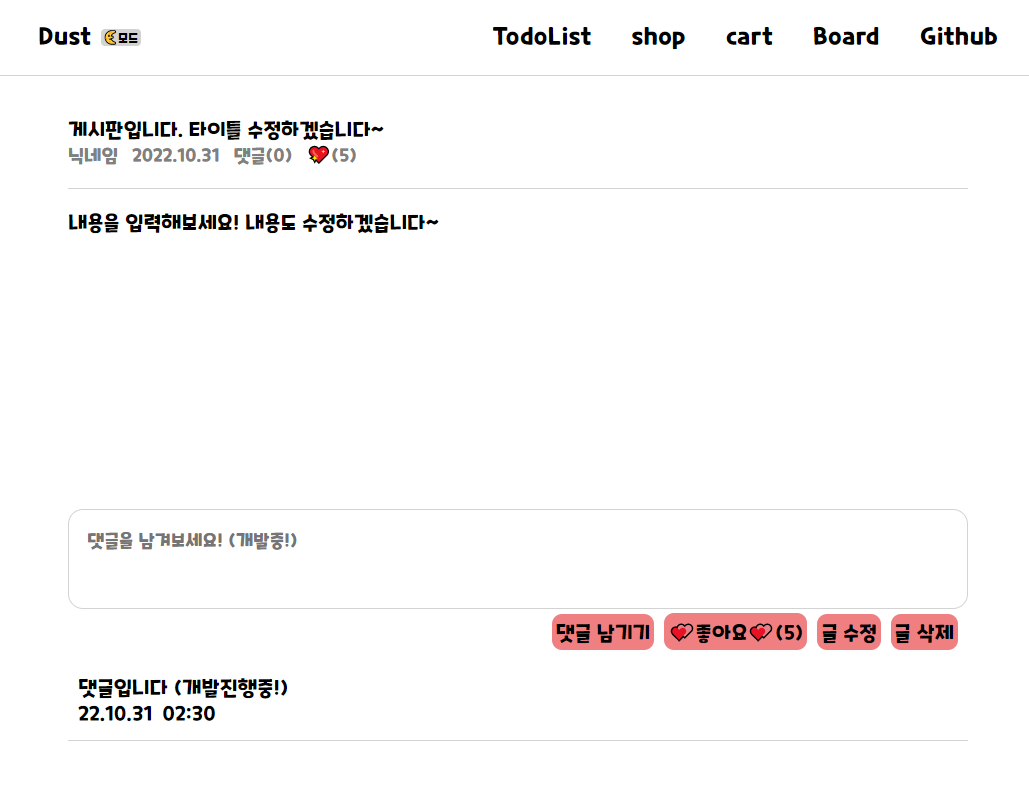 Dust 🌜모드 TodoList shop cart Board Github
게시판입니다. 타이틀 수정하겠습니다~
닉네임 2022.10.31 댓글(0) 💖(5)
내용을 입력해보세요! 내용도 수정하겠습니다~
댓글을 남겨보세요! (개발중!)
댓글 남기기 💞좋아요💞(5) 글 수정 글 삭제
댓글입니다 (개발진행중!)
22.10.31 02:30